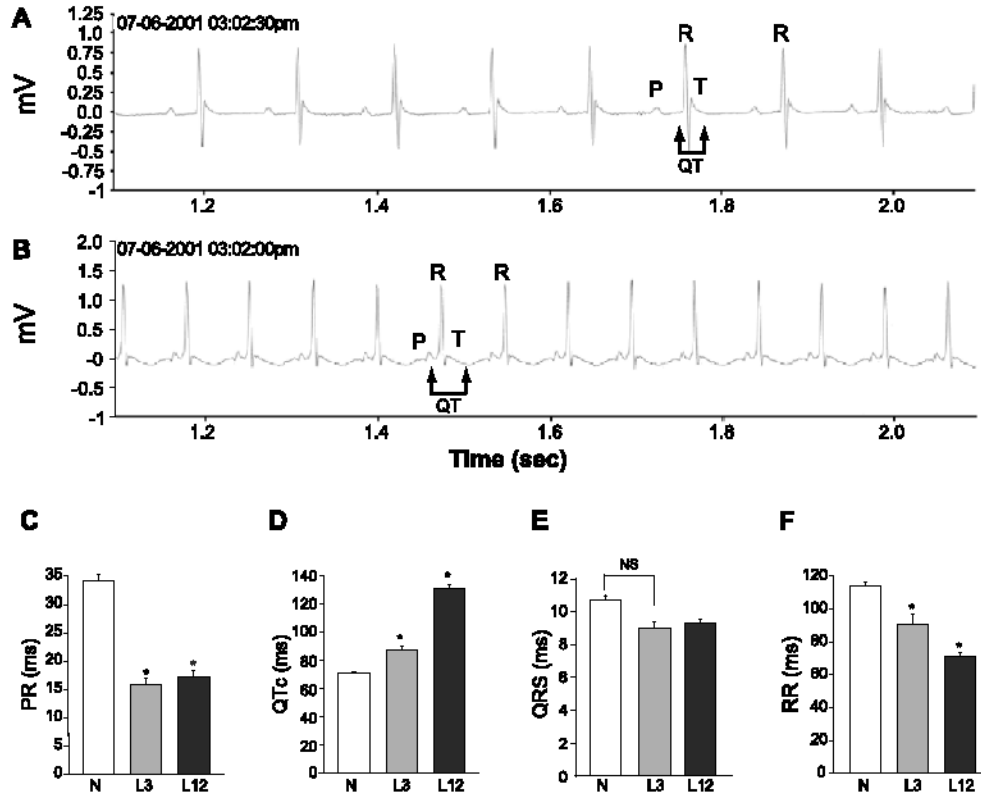 A
07-06-2001 03:02:30pm
1.25
1.0
0.75
0.50
0.25
0.0
-0.25
-0.5
-0.75
-1
mV
R R
P T
QT
1.2 1.4 1.6 1.8 2.0
B
07-06-2001 03:02:00pm
2.0
1.5
1.0
0.5
-0
-0.5
-1
mV
R R
P T
QT
1.2 1.4 1.6 1.8 2.0
Time (sec)
C
35
30
25
20
15
10
5
0
PR (ms)
* *
N L3 L12
D
140
120
100
80
60
40
20
0
QTc (ms)
* *
N L3 L12
E
12
10
8
6
4
2
0
QRS (ms)
NS
N L3 L12
F
120
100
80
60
40
20
0
RR (ms)
* *
N L3 L12